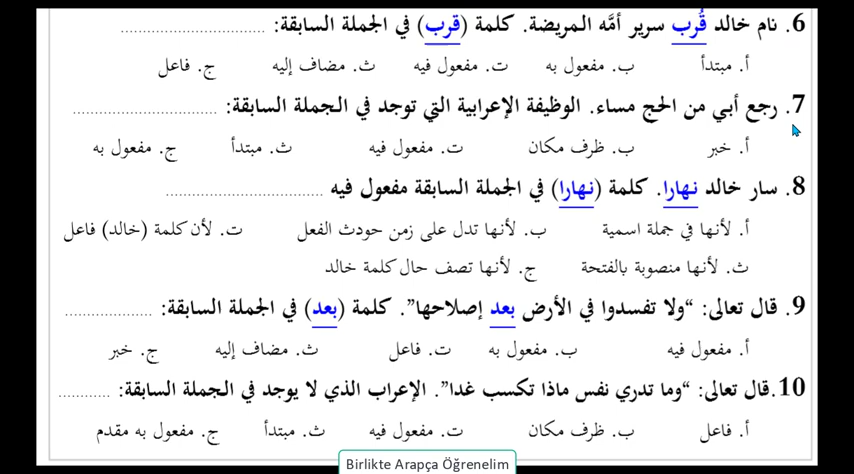 6. نام خالد قُرب سرير أمَّه المريضة. كلمة (قرب) في الجملة السابقة: ................................
أ. مبتدأ ب. مفعول به ت. مفعول فيه ث. مضاف إليه ج. فاعل
7. رجع أبي من الحج مساء. الوظيفة الإعرابية التي توجد في الجملة السابقة: ................................
أ. خبر ب. ظرف مكان ت. مفعول فيه ث. مبتدأ ج. مفعول به
8. سار خالد نهارا. كلمة (نهارا) في الجملة السابقة مفعول فيه ...................................
أ. لأنها في جملة اسمية ب. لأنها تدل على زمن حودث الفعل ت. لأن كلمة (خالد) فاعل
ث. لأنها منصوبة بالفتحة ج. لأنها تصف حال كلمة خالد
9. قال تعالى: “ولا تفسدوا في الأرض بعد إصلاحها”. كلمة (بعد) في الجملة السابقة: ....................
أ. مفعول فيه ب. مفعول به ت. فاعل ث. مضاف إليه ج. خبر
10.قال تعالى: “وما تدري نفس ماذا تكسب غدا”. الإعراب الذي لا يوجد في الجملة السابقة: ............
أ. فاعل ب. ظرف مكان ت. مفعول فيه ث. مبتدأ ج. مفعول به مقدم
Birlikte Arapça Öğrenelim